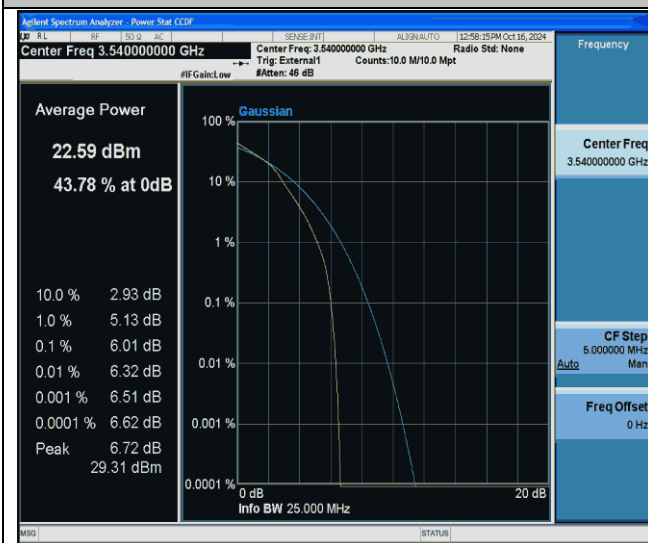 Agilent Spectrum Analyzer - Power Stat CCDF
RL RF 50 Ω AC SENSE:INT ALIGNAUTO 12:58:15PM Oct 16, 2024
Center Freq 3.540000000 GHz
Center Freq: 3.540000000 GHz Radio Std: None
Trig: External1 Counts:10.0 M/10.0 Mpt
#IFGain:Low #Atten: 46 dB
Frequency
Average Power
22.59 dBm
43.78 % at 0dB
10.0 % 2.93 dB
1.0 % 5.13 dB
0.1 % 6.01 dB
0.01 % 6.32 dB
0.001 % 6.51 dB
0.0001 % 6.62 dB
Peak 6.72 dB
29.31 dBm
Gaussian
100 %
10 %
1 %
0.1 %
0.01 %
0.001 %
0.0001 %
0 dB 20 dB
Info BW 25.000 MHz
Center Freq
3.540000000 GHz
CF Step
5.000000 MHz
Auto Man
Freq Offset
0 Hz
MSG STATUS